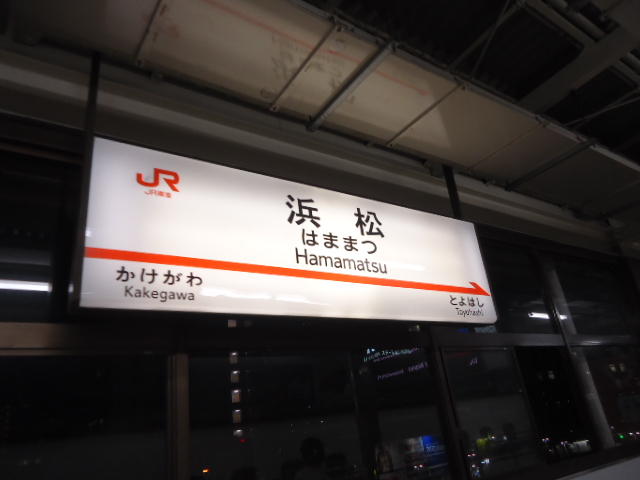 JR
JR東海
浜松
はままつ
Hamamatsu
かけがわ
Kakegawa
とよはし
Toyohashi